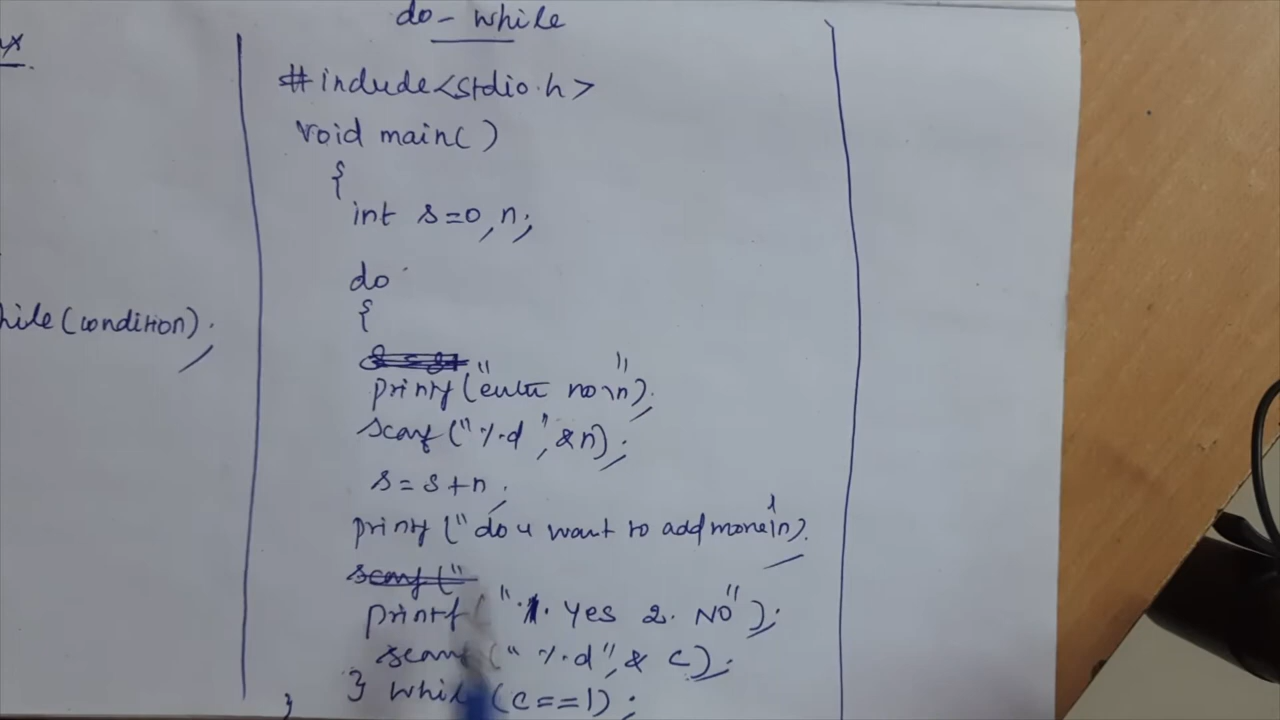 do - while
#include<stdio.h>
void main()
{
int s=0,n;
do
{
printf("enter no\n");
scanf("%d",&n);
s=s+n;
printf("do u want to add more\n");
printf("1. Yes 2. NO");
scanf("%d",& c);
} while (c==1);
}
hile(condition);